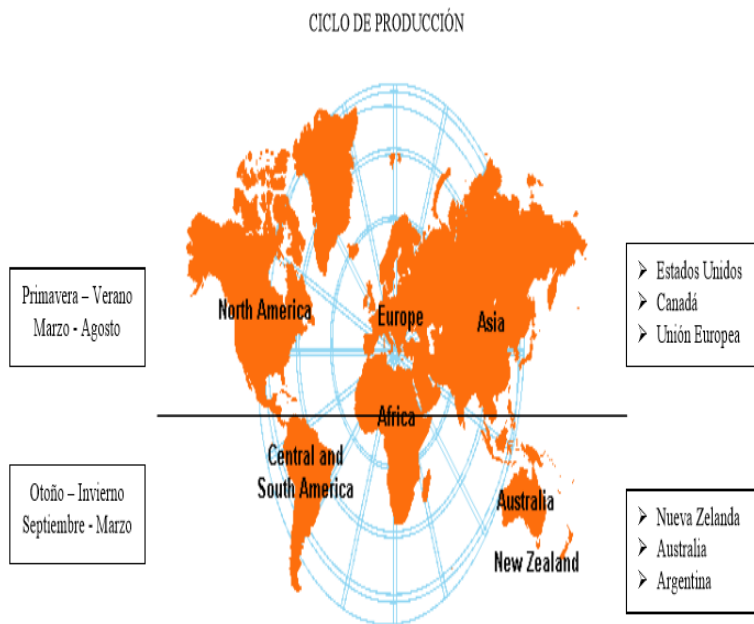 CICLO DE PRODUCCIÓN
Primavera – Verano
Marzo - Agosto
North America
Europe
Asia
Africa
➢ Estados Unidos
➢ Canadá
➢ Unión Europea
Otoño – Invierno
Septiembre - Marzo
Central and
South America
Australia
New Zealand
➢ Nueva Zelanda
➢ Australia
➢ Argentina